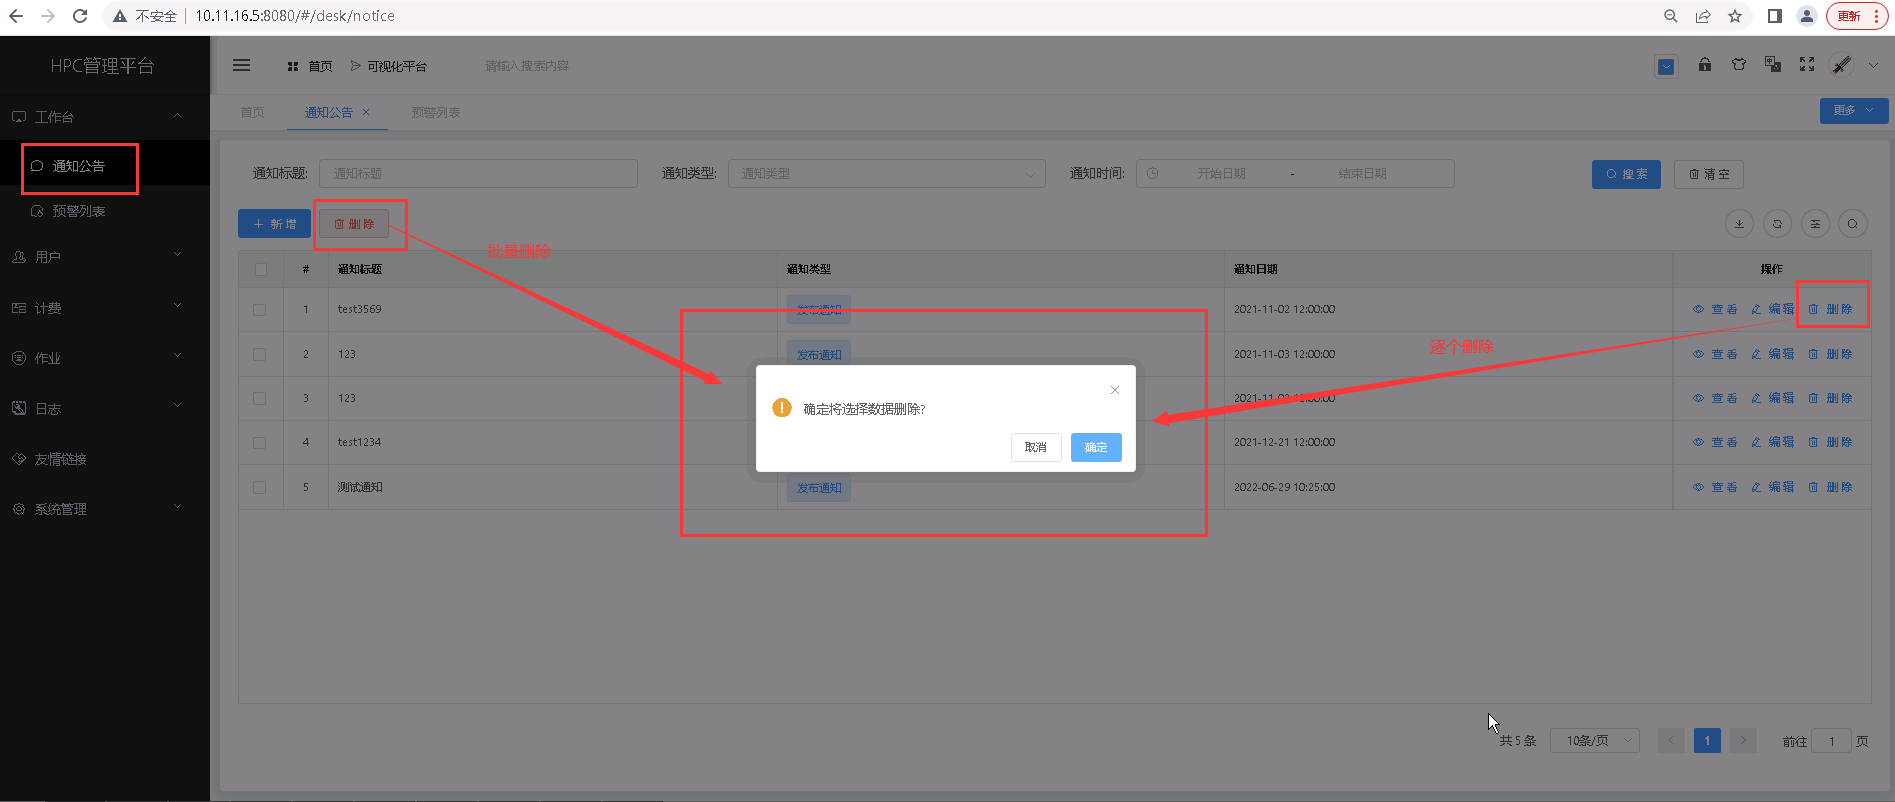 不安全 10.11.16.5:8080/#/desk/notice 更新
HPC管理平台
首页 可视化平台 请输入搜索内容
工作台
通知公告
预警列表
用户
计费
作业
日志
友情链接
系统管理
首页 通知公告 × 预警列表 更多
通知标题: 通知标题 通知类型: 通知类型 通知时间: 开始日期 - 结束日期 搜索 清空
+ 新增 删除
批量删除
# 通知标题 通知类型 通知日期 操作
1 test3569 发布通知 2021-11-02 12:00:00 查看 编辑 删除
逐个删除
2 123 发布通知 2021-11-03 12:00:00 查看 编辑 删除
3 123 查看 编辑 删除
4 test1234 2021-12-21 12:00:00 查看 编辑 删除
5 测试通知 发布通知 2022-06-29 10:25:00 查看 编辑 删除
确定将选择数据删除?
取消 确定
共 5 条 10条/页 1 前往 1 页